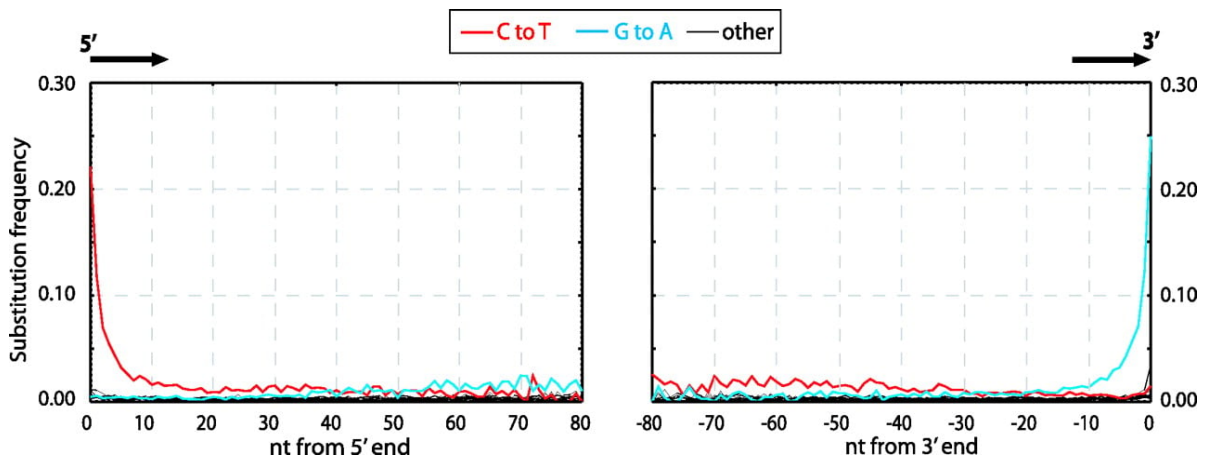 C to T G to A other
5' 3'
0.30 0.30
0.20 0.20
0.10 0.10
0.00 0.00
Substitution frequency
0 10 20 30 40 50 60 70 80 -80 -70 -60 -50 -40 -30 -20 -10 0
nt from 5' end nt from 3' end